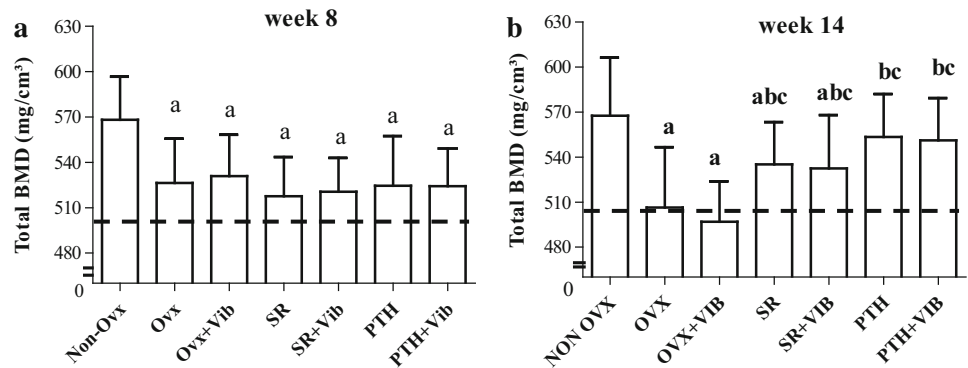 a
week 8
Total BMD (mg/cm³)
630
600
570
540
510
480
0
a
a
a
a
a
a
Non-Ovx
Ovx
Ovx+Vib
SR
SR+Vib
PTH
PTH+Vib
b
week 14
Total BMD (mg/cm³)
630
600
570
540
510
480
0
a
a
abc
abc
bc
bc
NON OVX
OVX
OVX+VIB
SR
SR+VIB
PTH
PTH+VIB